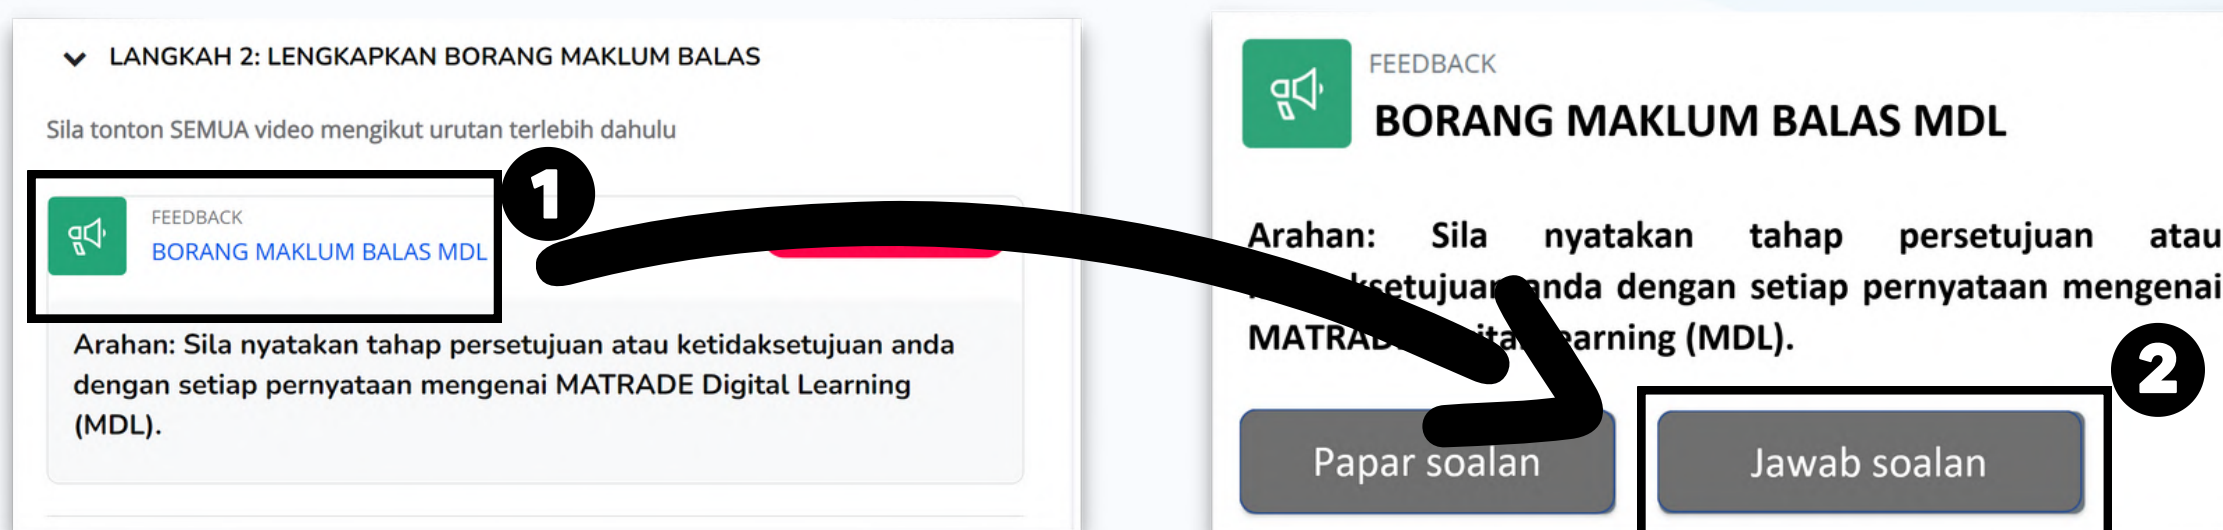 LANGKAH 2: LENGKAPKAN BORANG MAKLUM BALAS
Sila tonton SEMUA video mengikut urutan terlebih dahulu
1
FEEDBACK
BORANG MAKLUM BALAS MDL
Arahan: Sila nyatakan tahap persetujuan atau ketidaksetujuan anda
dengan setiap pernyataan mengenai MATRADE Digital Learning
(MDL).
FEEDBACK
BORANG MAKLUM BALAS MDL
Arahan: Sila nyatakan tahap persetujuan atau
anda dengan setiap pernyataan mengenai
(MDL).
2
Papar soalan
Jawab soalan